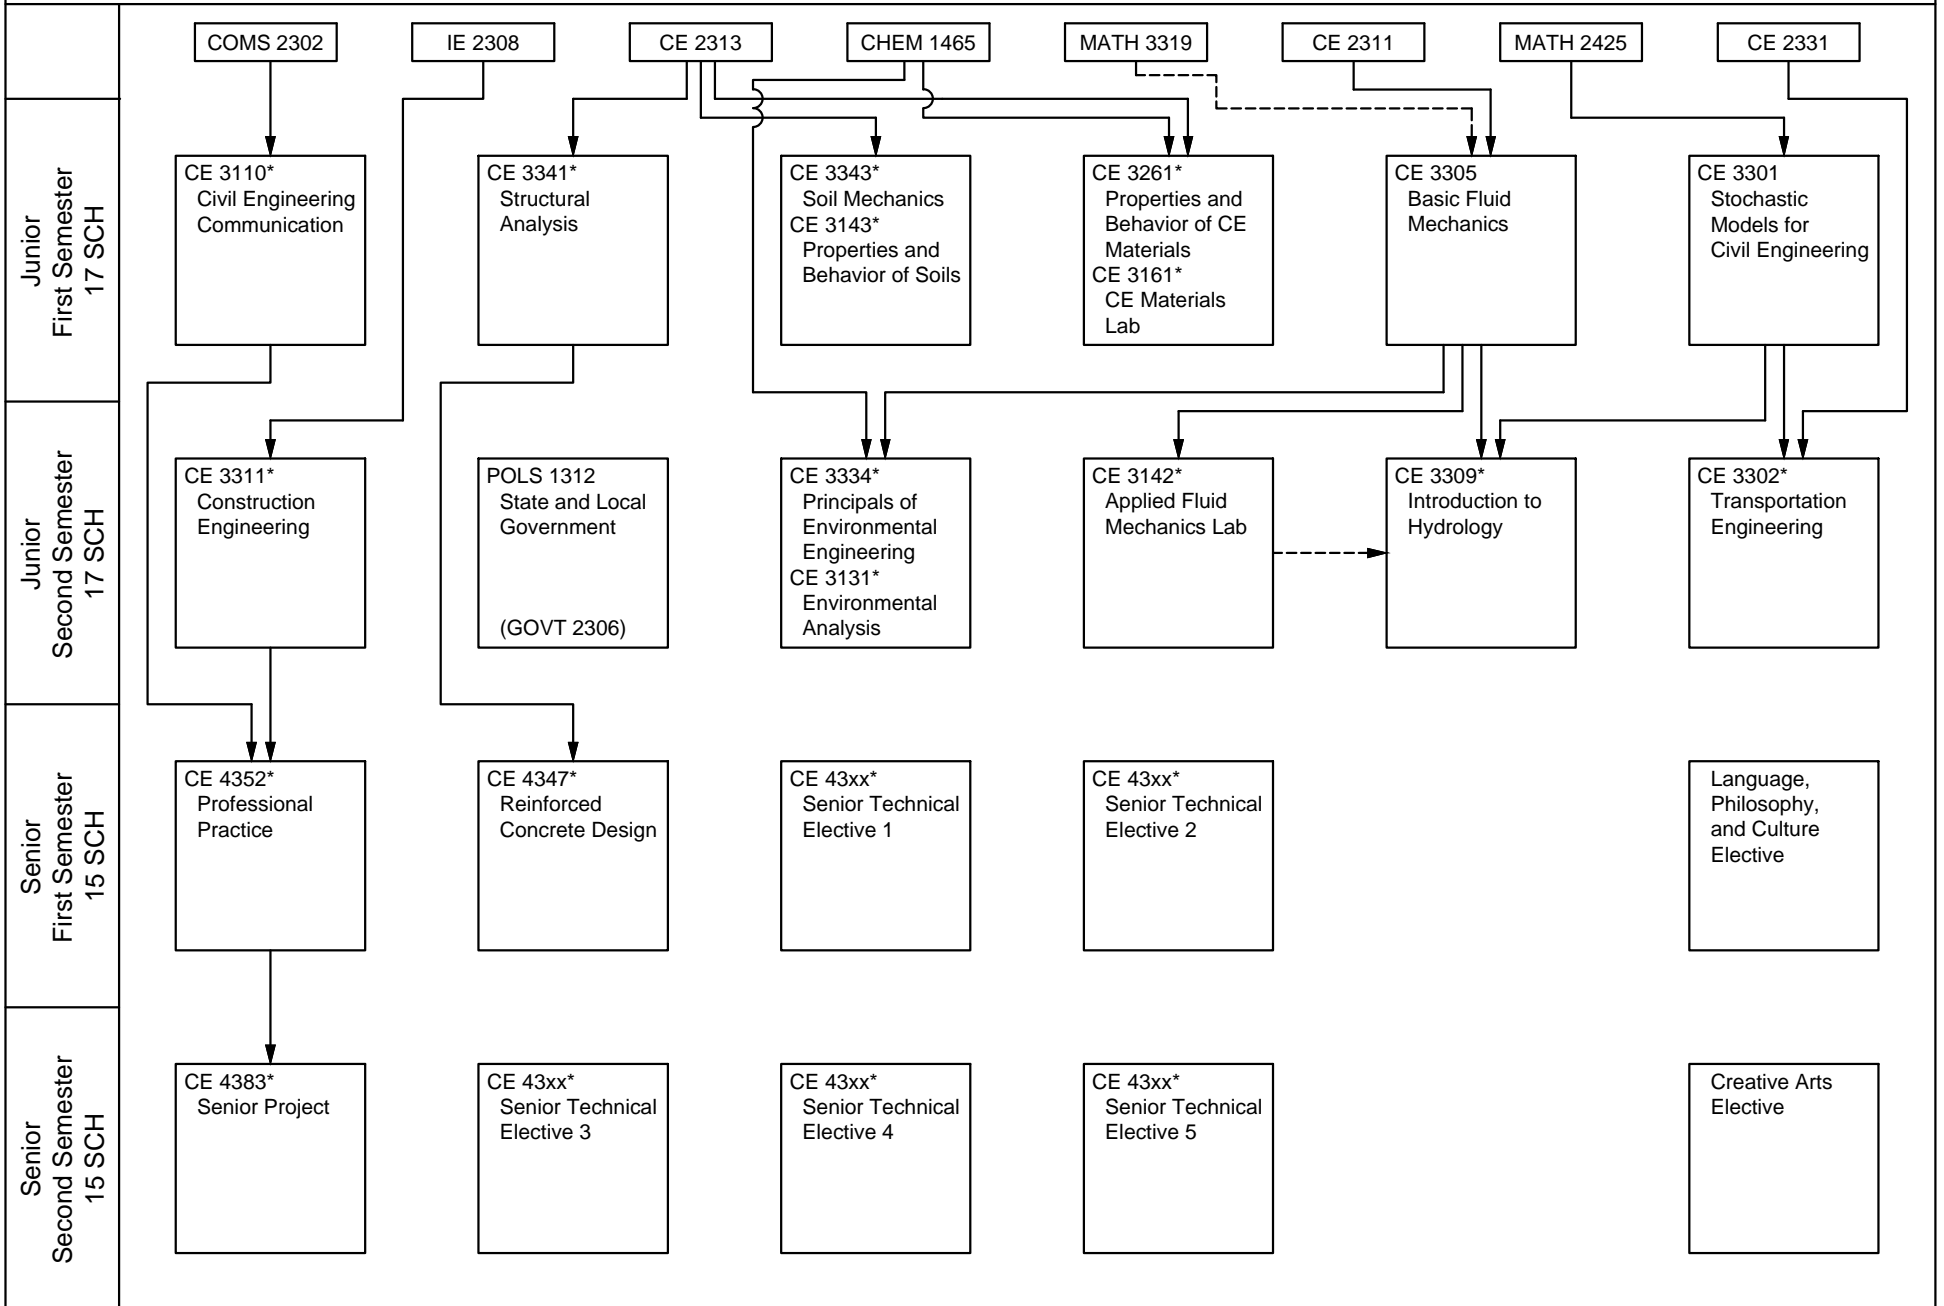 COMS 2302
IE 2308
CE 2313
CHEM 1465
MATH 3319
CE 2311
MATH 2425
CE 2331
Junior
First Semester
17 SCH
CE 3110*
Civil Engineering
Communication
CE 3341*
Structural
Analysis
CE 3343*
Soil Mechanics
CE 3143*
Properties and
Behavior of Soils
CE 3261*
Properties and
Behavior of CE
Materials
CE 3161*
CE Materials
Lab
CE 3305
Basic Fluid
Mechanics
CE 3301
Stochastic
Models for
Civil Engineering
Junior
Second Semester
17 SCH
CE 3311*
Construction
Engineering
POLS 1312
State and Local
Government
(GOVT 2306)
CE 3334*
Principals of
Environmental
Engineering
CE 3131*
Environmental
Analysis
CE 3142*
Applied Fluid
Mechanics Lab
CE 3309*
Introduction to
Hydrology
CE 3302*
Transportation
Engineering
Senior
First Semester
15 SCH
CE 4352*
Professional
Practice
CE 4347*
Reinforced
Concrete Design
CE 43xx*
Senior Technical
Elective 1
CE 43xx*
Senior Technical
Elective 2
Language,
Philosophy,
and Culture
Elective
Senior
Second Semester
15 SCH
CE 4383*
Senior Project
CE 43xx*
Senior Technical
Elective 3
CE 43xx*
Senior Technical
Elective 4
CE 43xx*
Senior Technical
Elective 5
Creative Arts
Elective